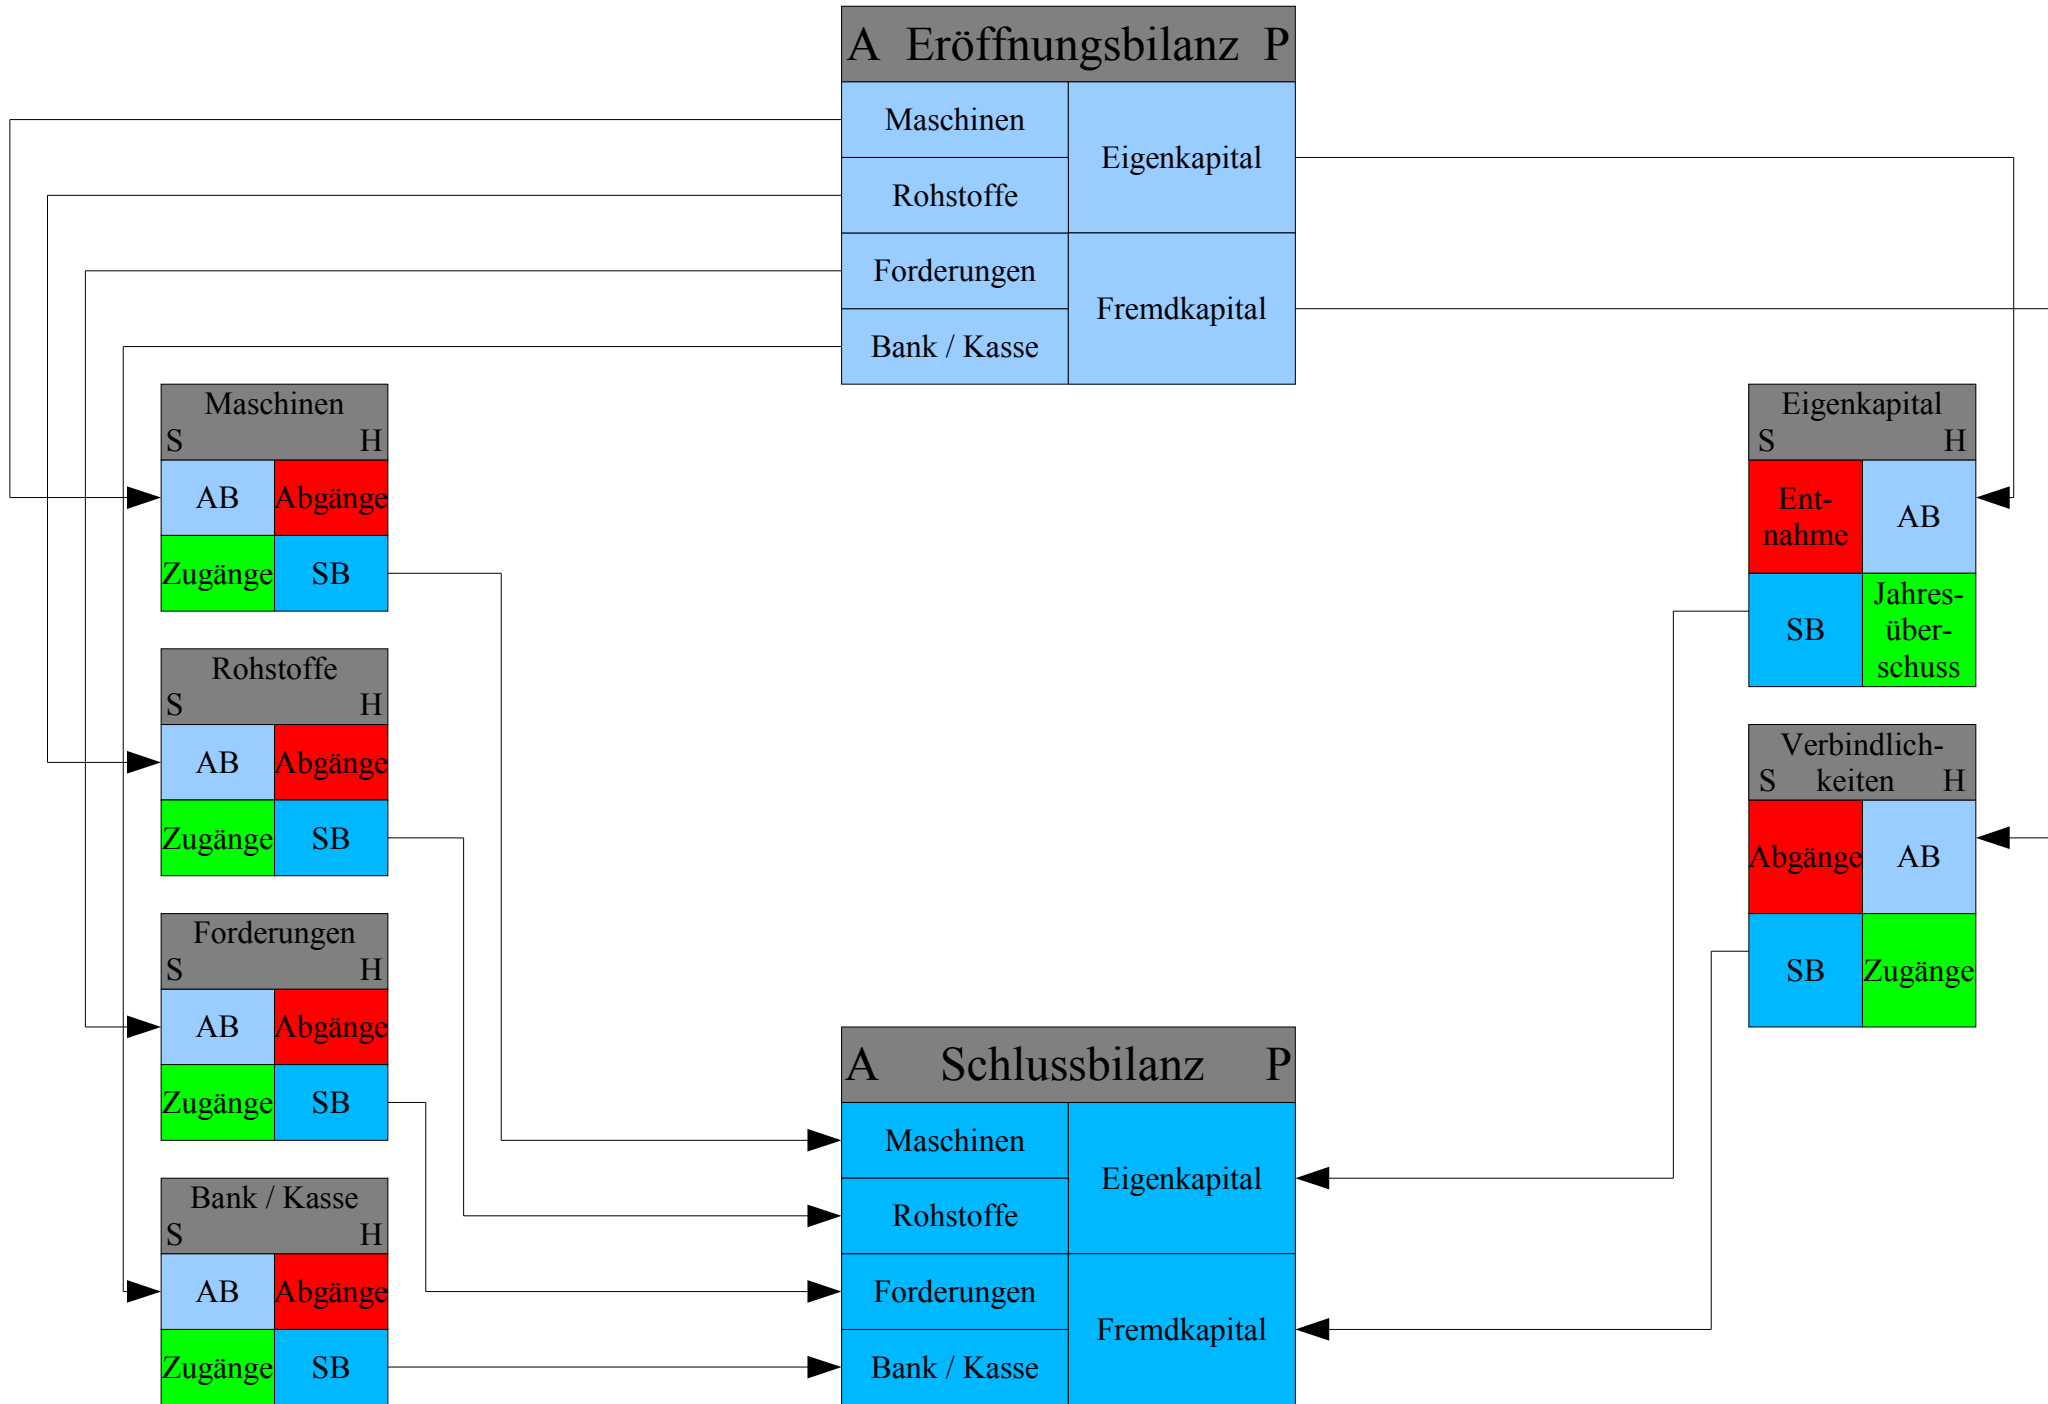 A Eröffnungsbilanz P
Maschinen
Eigenkapital
Rohstoffe
Forderungen
Fremdkapital
Bank / Kasse
Maschinen
S H
AB Abgänge
Zugänge SB
Rohstoffe
S H
AB Abgänge
Zugänge SB
Forderungen
S H
AB Abgänge
Zugänge SB
Bank / Kasse
S H
AB Abgänge
Zugänge SB
Eigenkapital
S H
Ent-
nahme
AB
SB
Jahres-
über-
schuss
Verbindlich-
S keiten H
Abgänge AB
SB Zugänge
A Schlussbilanz P
Maschinen
Eigenkapital
Rohstoffe
Forderungen
Fremdkapital
Bank / Kasse